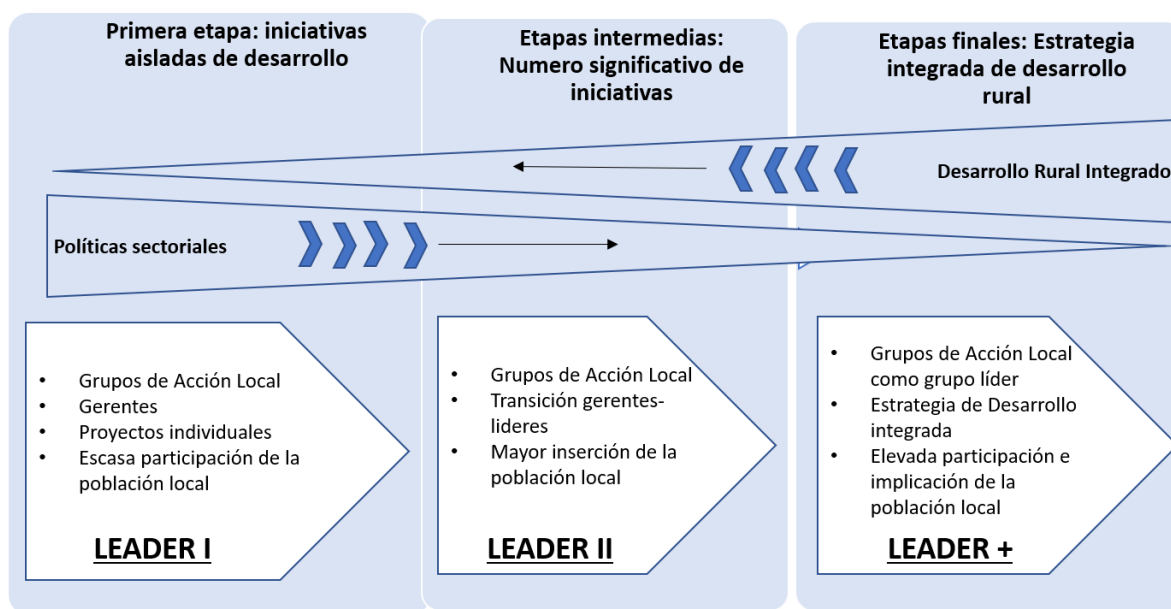 Primera etapa: iniciativas
aisladas de desarrollo
Etapas intermedias:
Numero significativo de
iniciativas
Etapas finales: Estrategia
integrada de desarrollo
rural
Desarrollo Rural Integrado
Políticas sectoriales
• Grupos de Acción Local
• Gerentes
• Proyectos individuales
• Escasa participación de la
población local
LEADER I
• Grupos de Acción Local
• Transición gerentes-
lideres
• Mayor inserción de la
población local
LEADER II
• Grupos de Acción Local
como grupo líder
• Estrategia de Desarrollo
integrada
• Elevada participación e
implicación de la
población local
LEADER +